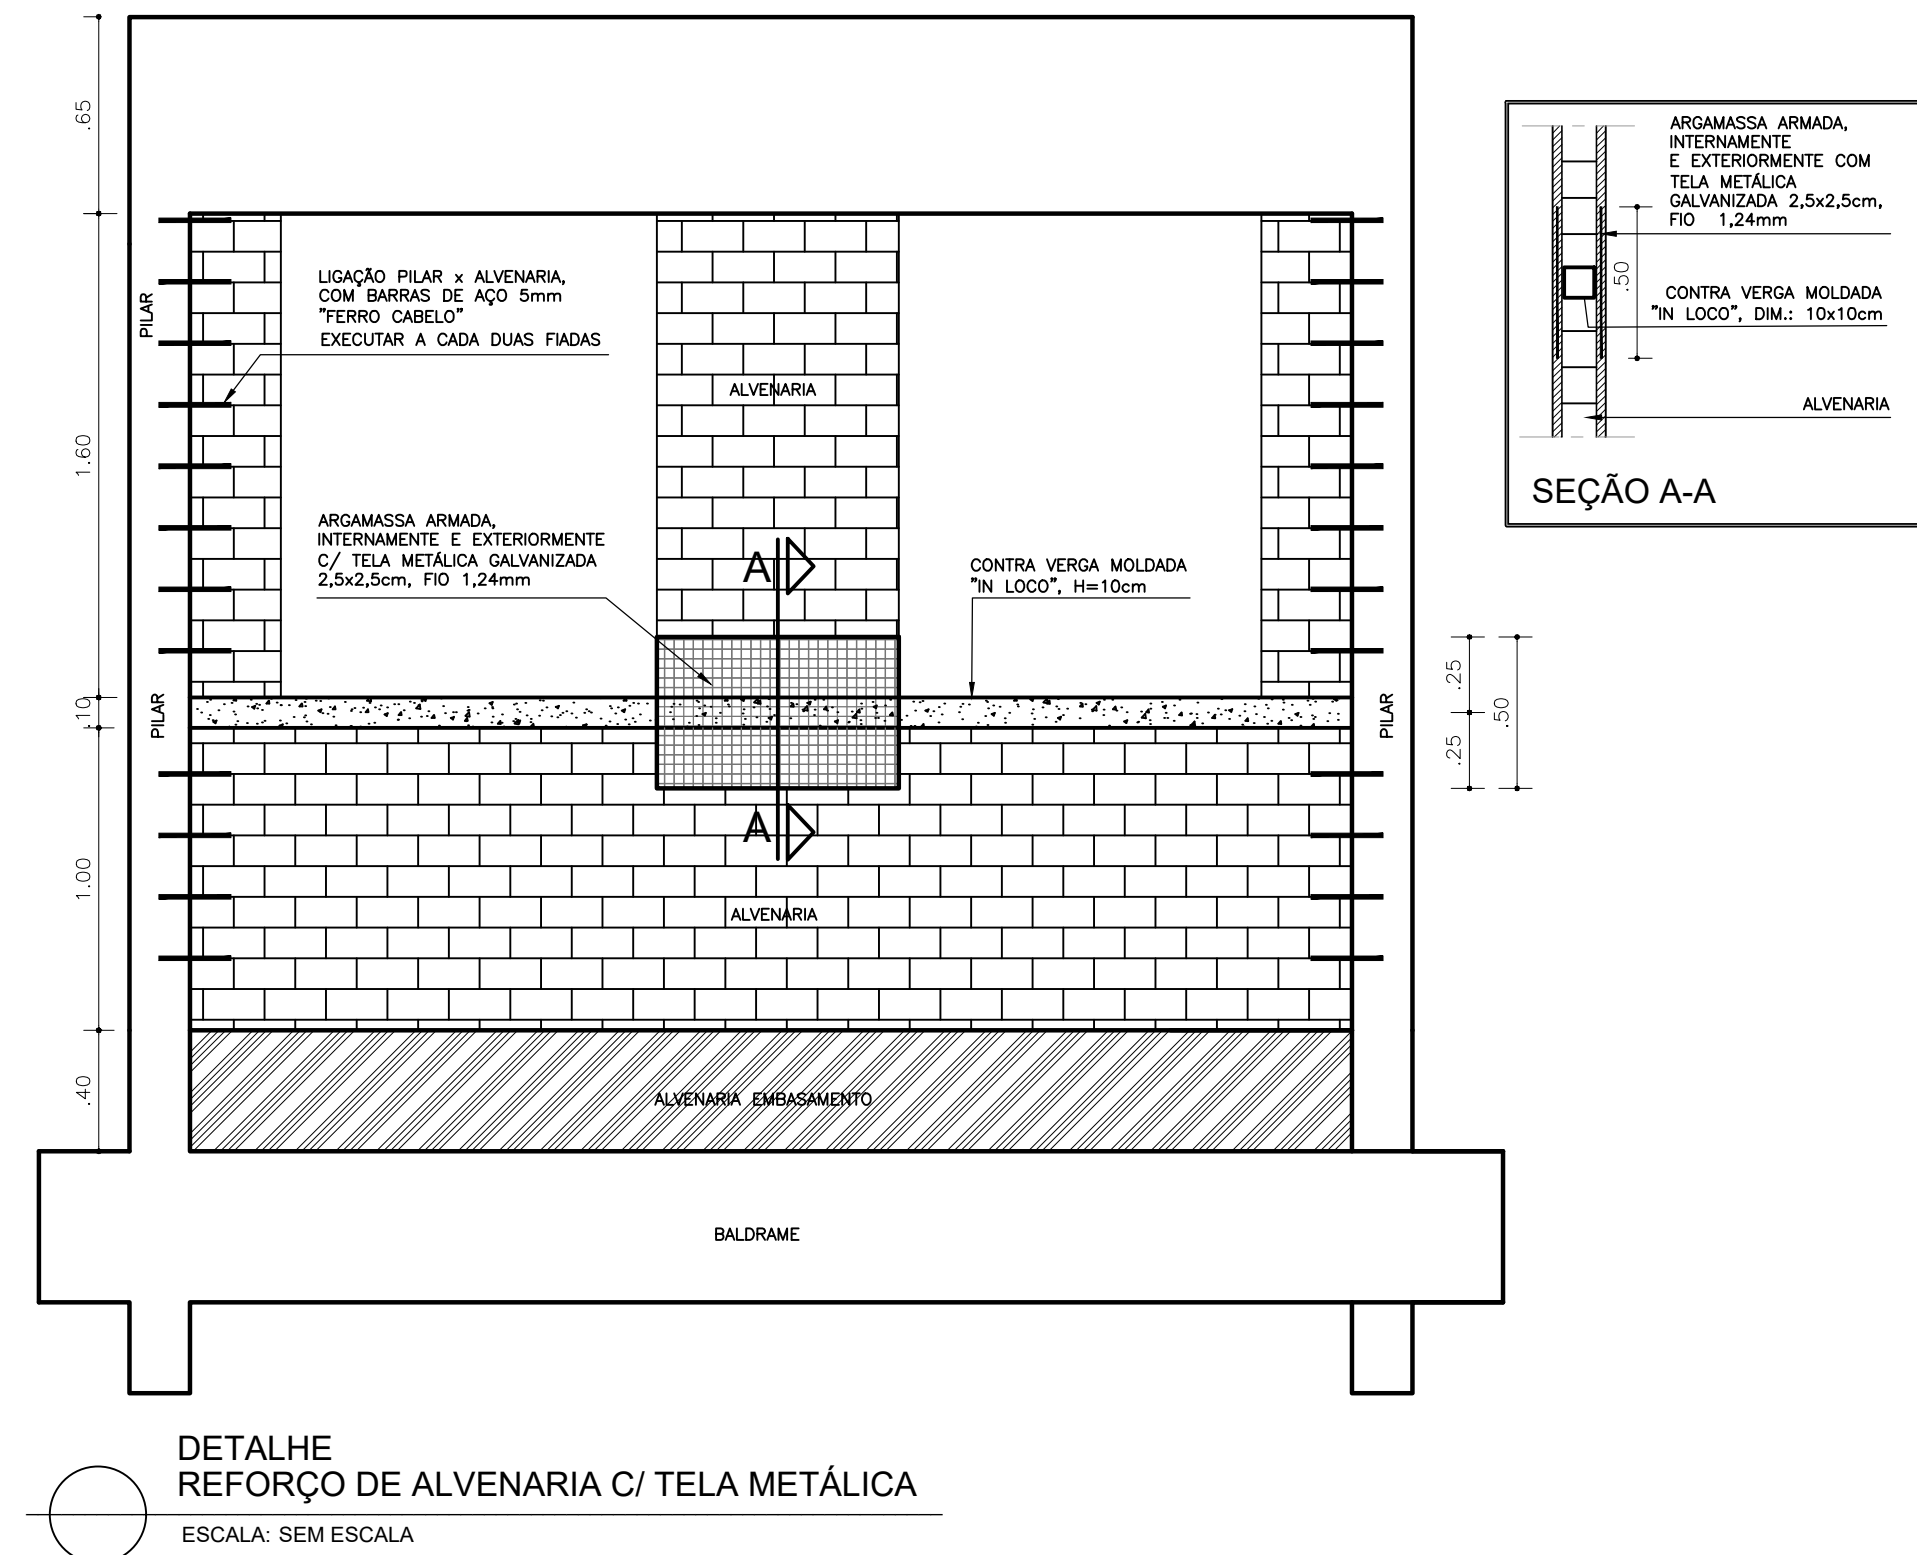 .65
1.60
.10
1.00
.40
PILAR
PILAR
LIGAÇÃO PILAR x ALVENARIA,
COM BARRAS DE AÇO 5mm
"FERRO CABELO"
EXECUTAR A CADA DUAS FIADAS
ALVENARIA
ARGAMASSA ARMADA,
INTERNAMENTE E EXTERIORMENTE
C/ TELA METÁLICA GALVANIZADA
2,5x2,5cm, FIO 1,24mm
A
CONTRA VERGA MOLDADA
"IN LOCO", H=10cm
A
PILAR
.25
.25
.50
ALVENARIA
ALVENARIA EMBASAMENTO
BALDRAME
ARGAMASSA ARMADA,
INTERNAMENTE
E EXTERIORMENTE COM
TELA METÁLICA
GALVANIZADA 2,5x2,5cm,
FIO 1,24mm
.50
CONTRA VERGA MOLDADA
"IN LOCO", DIM.: 10x10cm
ALVENARIA
SEÇÃO A-A
DETALHE
REFORÇO DE ALVENARIA C/ TELA METÁLICA
ESCALA: SEM ESCALA